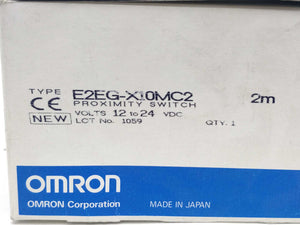 TYPE E2EG-X10MC2 2m
CE PROXIMITY SWITCH
NEW VOLTS 12 to 24 VDC
LOT No. 1059 QTY. 1
OMRON
OMRON Corporation MADE IN JAPAN